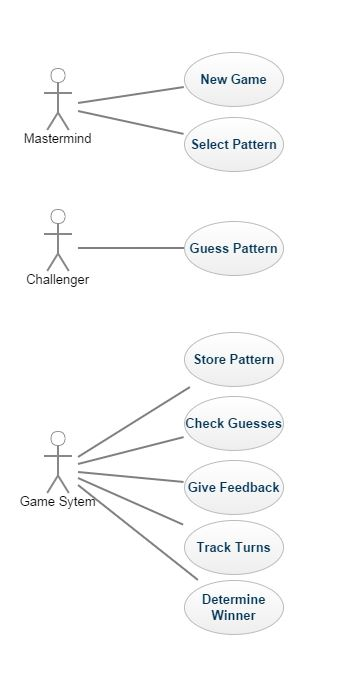 New Game
Mastermind
Select Pattern
Guess Pattern
Challenger
Store Pattern
Check Guesses
Give Feedback
Game Sytem
Track Turns
Determine
Winner